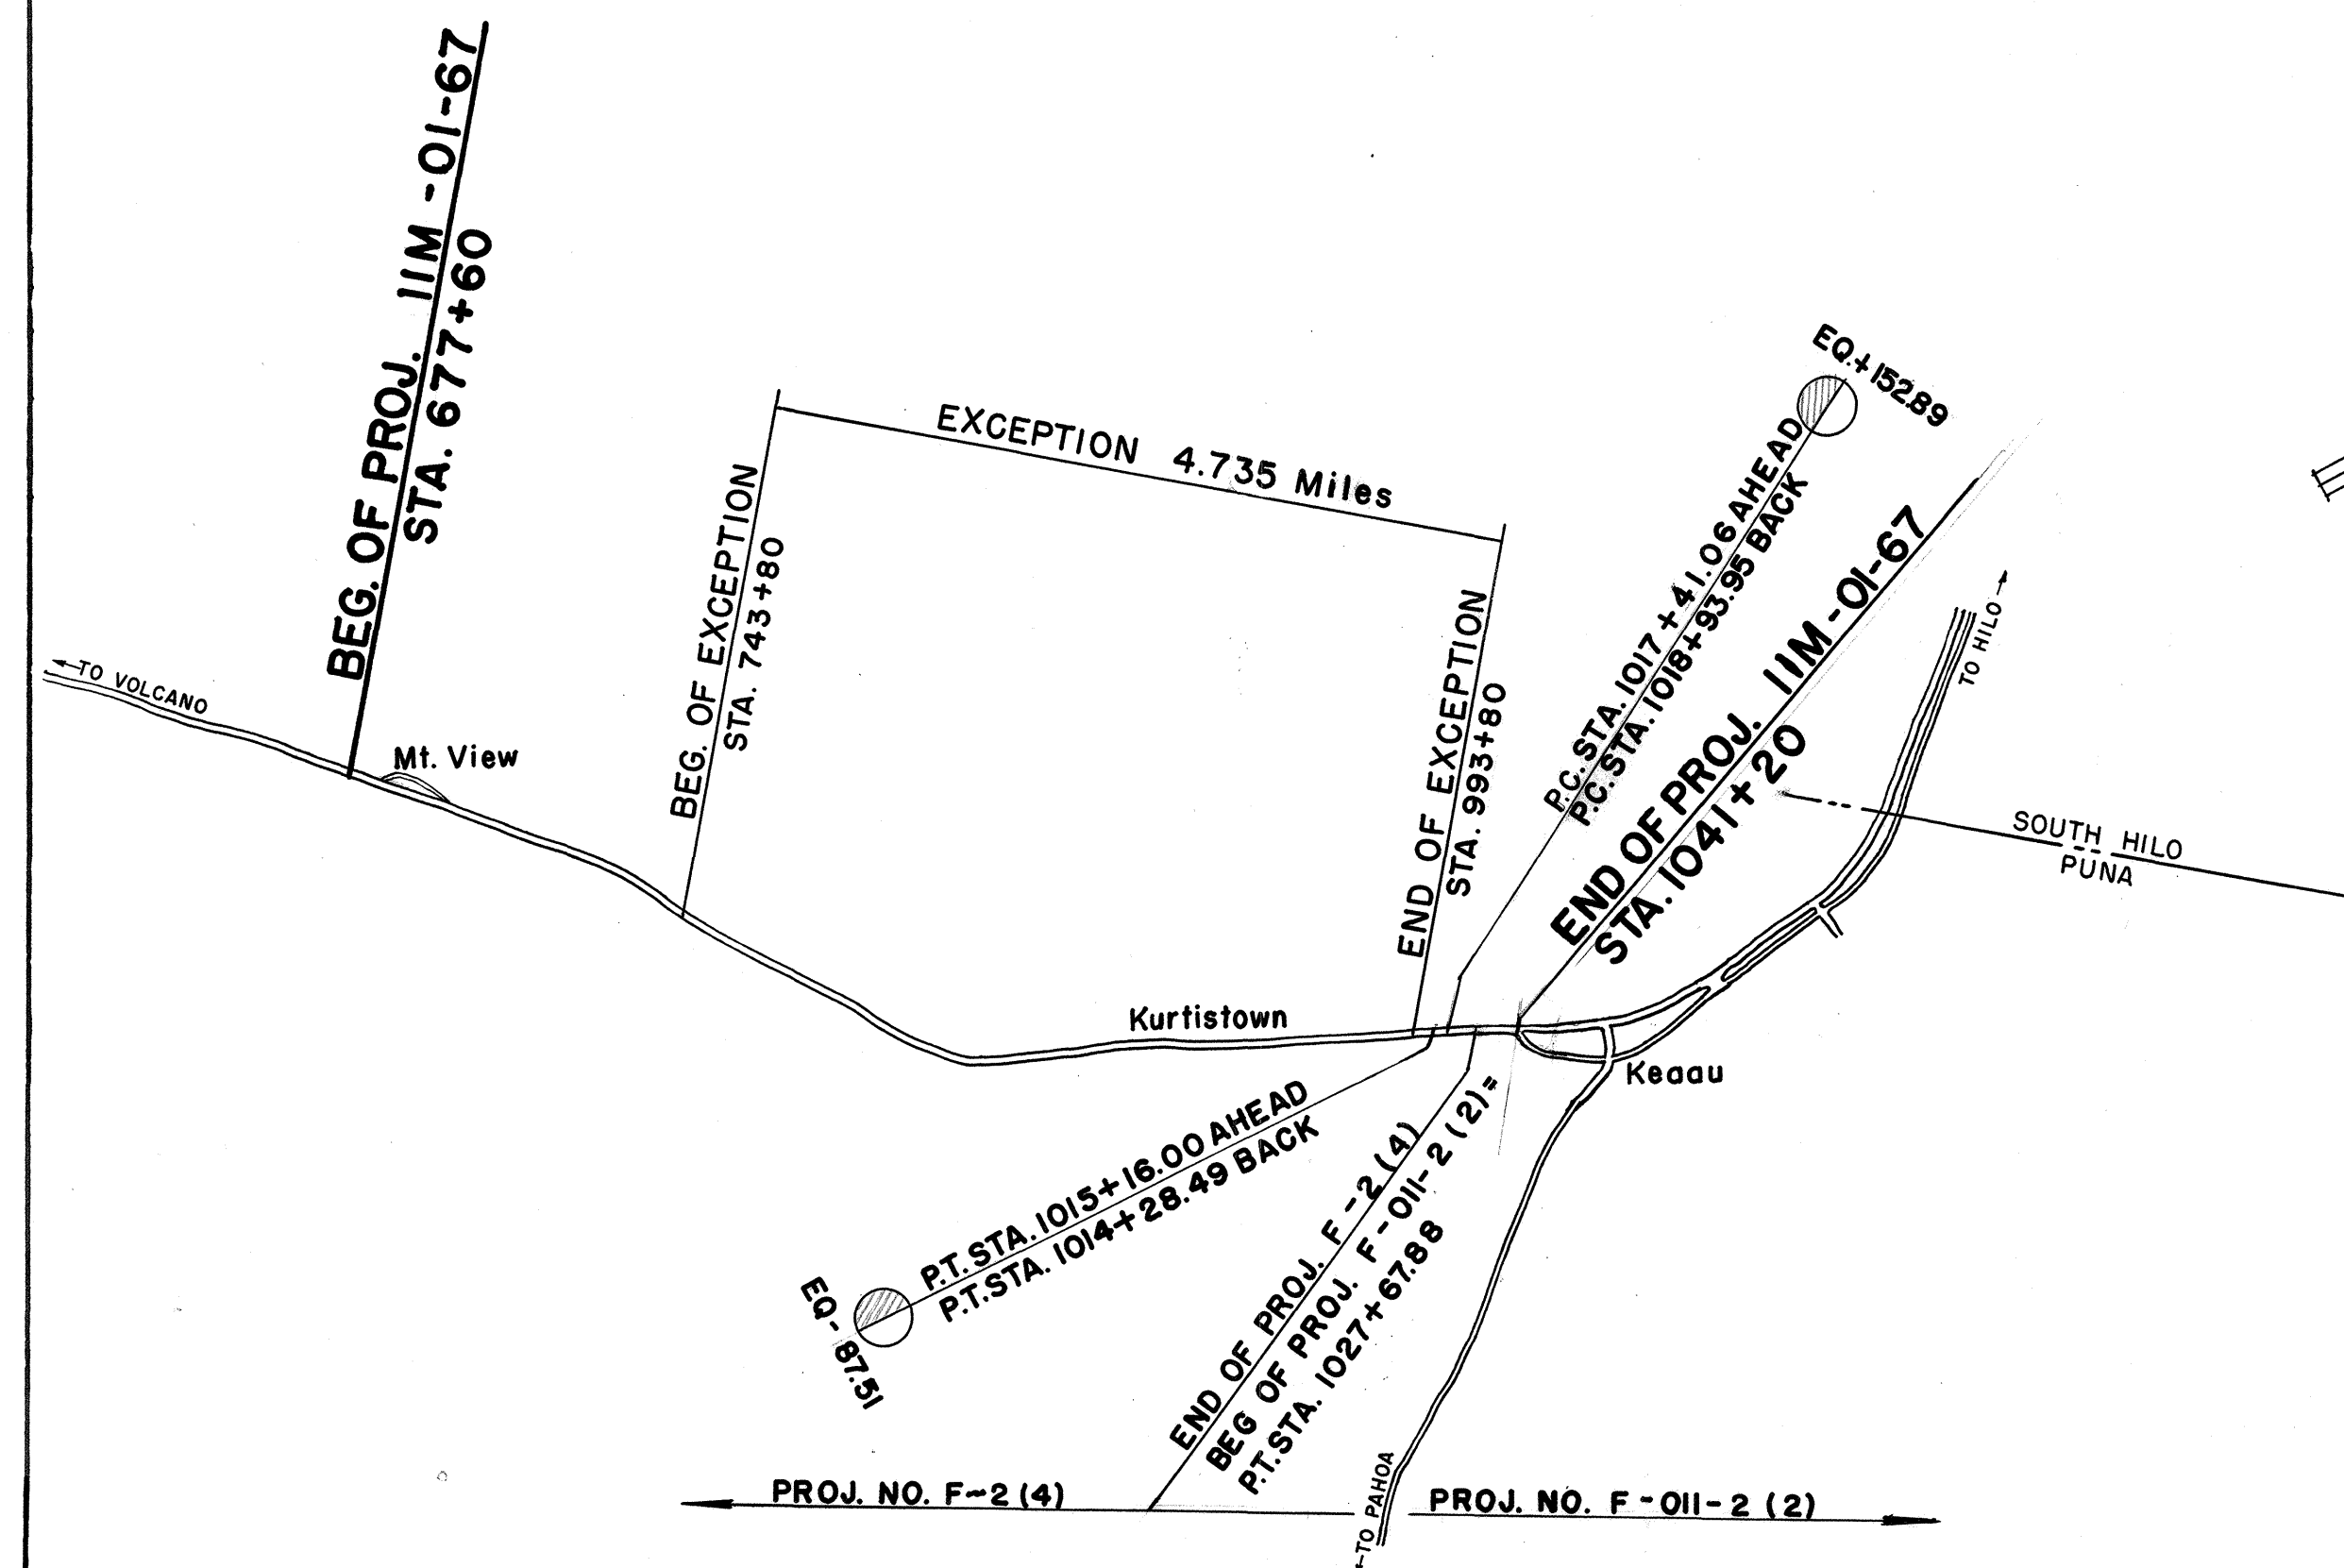 BEG. OF PROJ. 11M-01-67
STA. 677+60
EXCEPTION 4.735 Miles
BEG. OF EXCEPTION
STA. 743+80
END OF EXCEPTION
STA. 993+80
EQ.+152.89
P.C. STA. 1017+41.06 AHEAD
P.C. STA. 1018+93.95 BACK
END OF PROJ. 11M-01-67
STA. 1041+20
TO HILO
TO VOLCANO
Mt. View
SOUTH HILO
PUNA
Kurtistown
Keaau
P.T. STA. 1015+16.00 AHEAD
P.T. STA. 1014+28.49 BACK
EQ-87.51
END OF PROJ. F-2 (4)
BEG OF PROJ. F-011-2 (2)=
P.T. STA. 1027+67.88
TO PAHOA
PROJ. NO. F-2 (4)
PROJ. NO. F-011-2 (2)